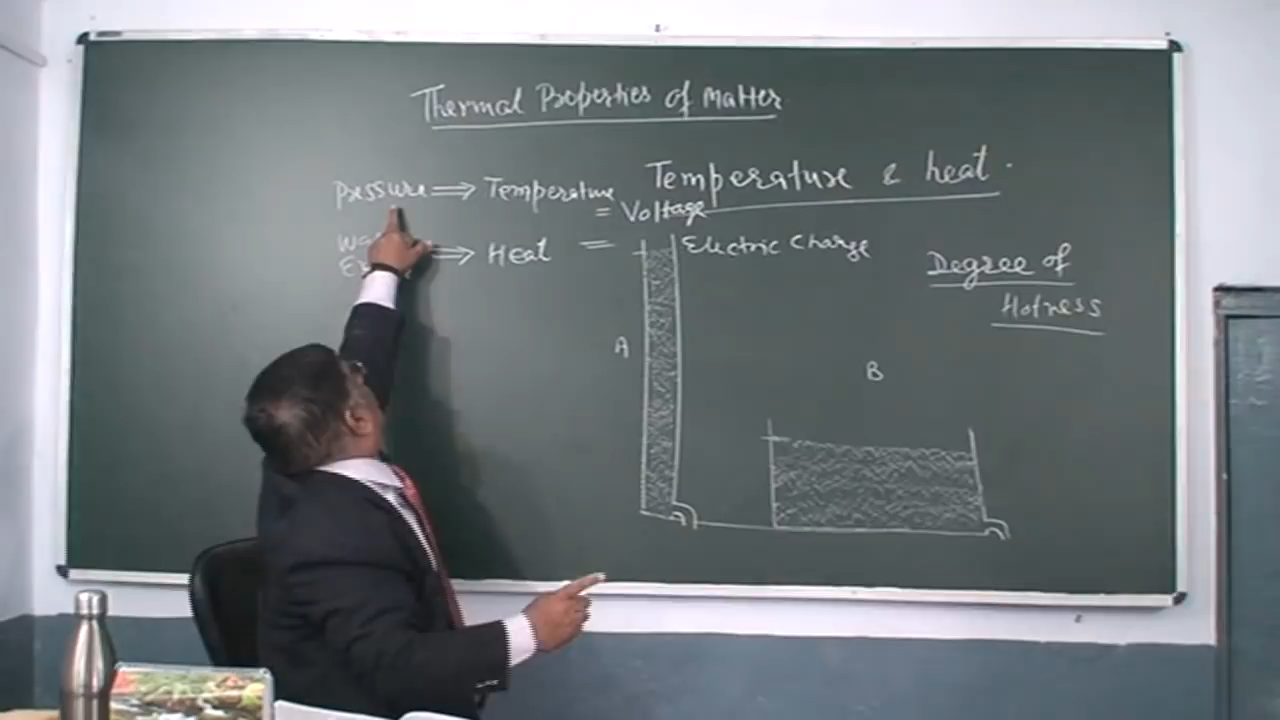 Thermal Properties of Matter
Temperature & heat.
Pressure ⟹ Temperature
= Voltage
⟹ Heat = Electric Charge
Degree of
Hotness
A
B